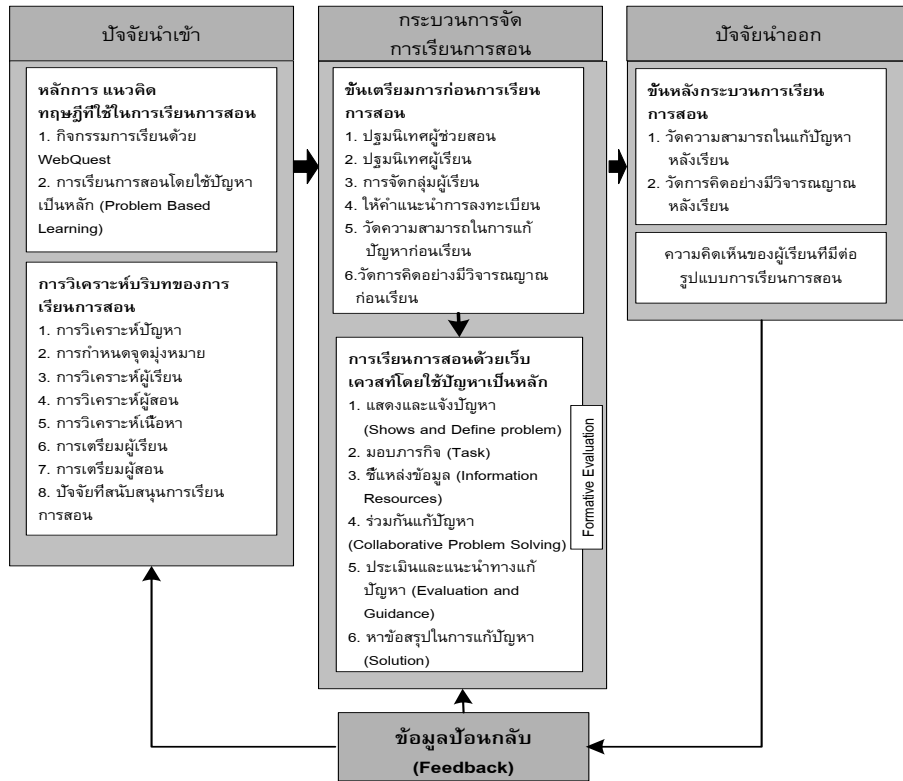 ปัจจัยนำเข้า
หลักการ แนวคิด
ทฤษฎีที่ใช้ในการเรียนการสอน
1. กิจกรรมการเรียนด้วย
WebQuest
2. การเรียนการสอนโดยใช้ปัญหา
เป็นหลัก (Problem Based
Learning)
การวิเคราะห์บริบทของการ
เรียนการสอน
1. การวิเคราะห์ปัญหา
2. การกำหนดจุดมุ่งหมาย
3. การวิเคราะห์ผู้เรียน
4. การวิเคราะห์ผู้สอน
5. การวิเคราะห์เนื้อหา
6. การเตรียมผู้เรียน
7. การเตรียมผู้สอน
8. ปัจจัยที่สนับสนุนการเรียน
การสอน
กระบวนการจัด
การเรียนการสอน
ขั้นเตรียมการก่อนการเรียน
การสอน
1. ปฐมนิเทศผู้ช่วยสอน
2. ปฐมนิเทศผู้เรียน
3. การจัดกลุ่มผู้เรียน
4. ให้คำแนะนำการลงทะเบียน
5. วัดความสามารถในการแก้
ปัญหาก่อนเรียน
6.วัดการคิดอย่างมีวิจารณญาณ
ก่อนเรียน
การเรียนการสอนด้วยเว็บ
เควสท์โดยใช้ปัญหาเป็นหลัก
1. แสดงและแจ้งปัญหา
(Shows and Define problem)
2. มอบภารกิจ (Task)
3. ชี้แหล่งข้อมูล (Information
Resources)
4. ร่วมกันแก้ปัญหา
(Collaborative Problem Solving)
5. ประเมินและแนะนำทางแก้
ปัญหา (Evaluation and
Guidance)
6. หาข้อสรุปในการแก้ปัญหา
(Solution)
Formative Evaluation
ปัจจัยนำออก
ขั้นหลังกระบวนการเรียน
การสอน
1. วัดความสามารถในแก้ปัญหา
หลังเรียน
2. วัดการคิดอย่างมีวิจารณญาณ
หลังเรียน
ความคิดเห็นของผู้เรียนที่มีต่อ
รูปแบบการเรียนการสอน
ข้อมูลป้อนกลับ
(Feedback)